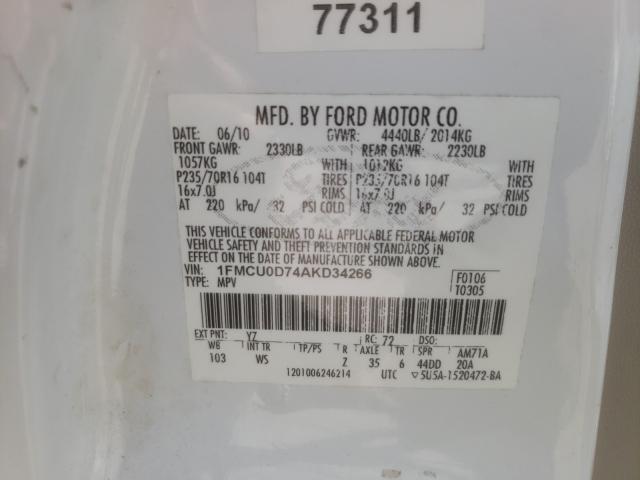 77311
MFD. BY FORD MOTOR CO.
DATE: 06/10 GVWR: 4440LB/ 2014KG
FRONT GAWR: 2330LB REAR GAWR: 2230LB
1057KG WITH 1012KG WITH
P235/70R16 104T TIRES P235/70R16 104T TIRES
16x7.0J RIMS 16x7.0J RIMS
AT 220 kPa/ 32 PSI COLD AT 220 kPa/ 32 PSI COLD
THIS VEHICLE CONFORMS TO ALL APPLICABLE FEDERAL MOTOR
VEHICLE SAFETY AND THEFT PREVENTION STANDARDS IN
EFFECT ON THE DATE OF MANUFACTURE SHOWN ABOVE.
VIN: 1FMCU0D74AKD34266 F0106
TYPE: MPV T0305
EXT PNT: YZ RC: 72 DSO:
WB INT TR TP/PS R AXLE TR SPR AM71A
103 WS Z 35 6 44DD 20A
1201006246214 UTC ▽5U5A-1520472-BA